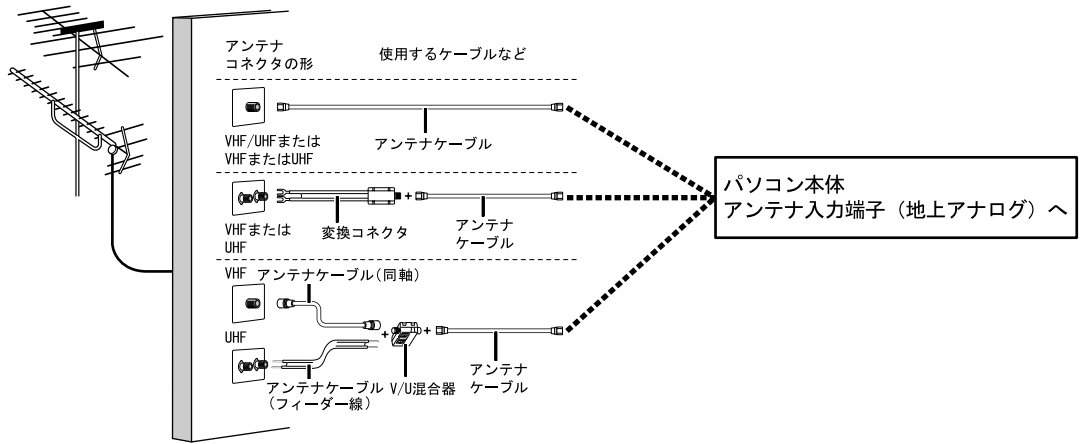 アンテナ
コネクタの形
使用するケーブルなど
VHF/UHFまたは
VHFまたはUHF
アンテナケーブル
VHFまたは
UHF
変換コネクタ
+
アンテナ
ケーブル
VHF
アンテナケーブル(同軸)
UHF
アンテナケーブル
(フィーダー線)
+
V/U混合器
+
アンテナ
ケーブル
パソコン本体
アンテナ入力端子（地上アナログ）へ